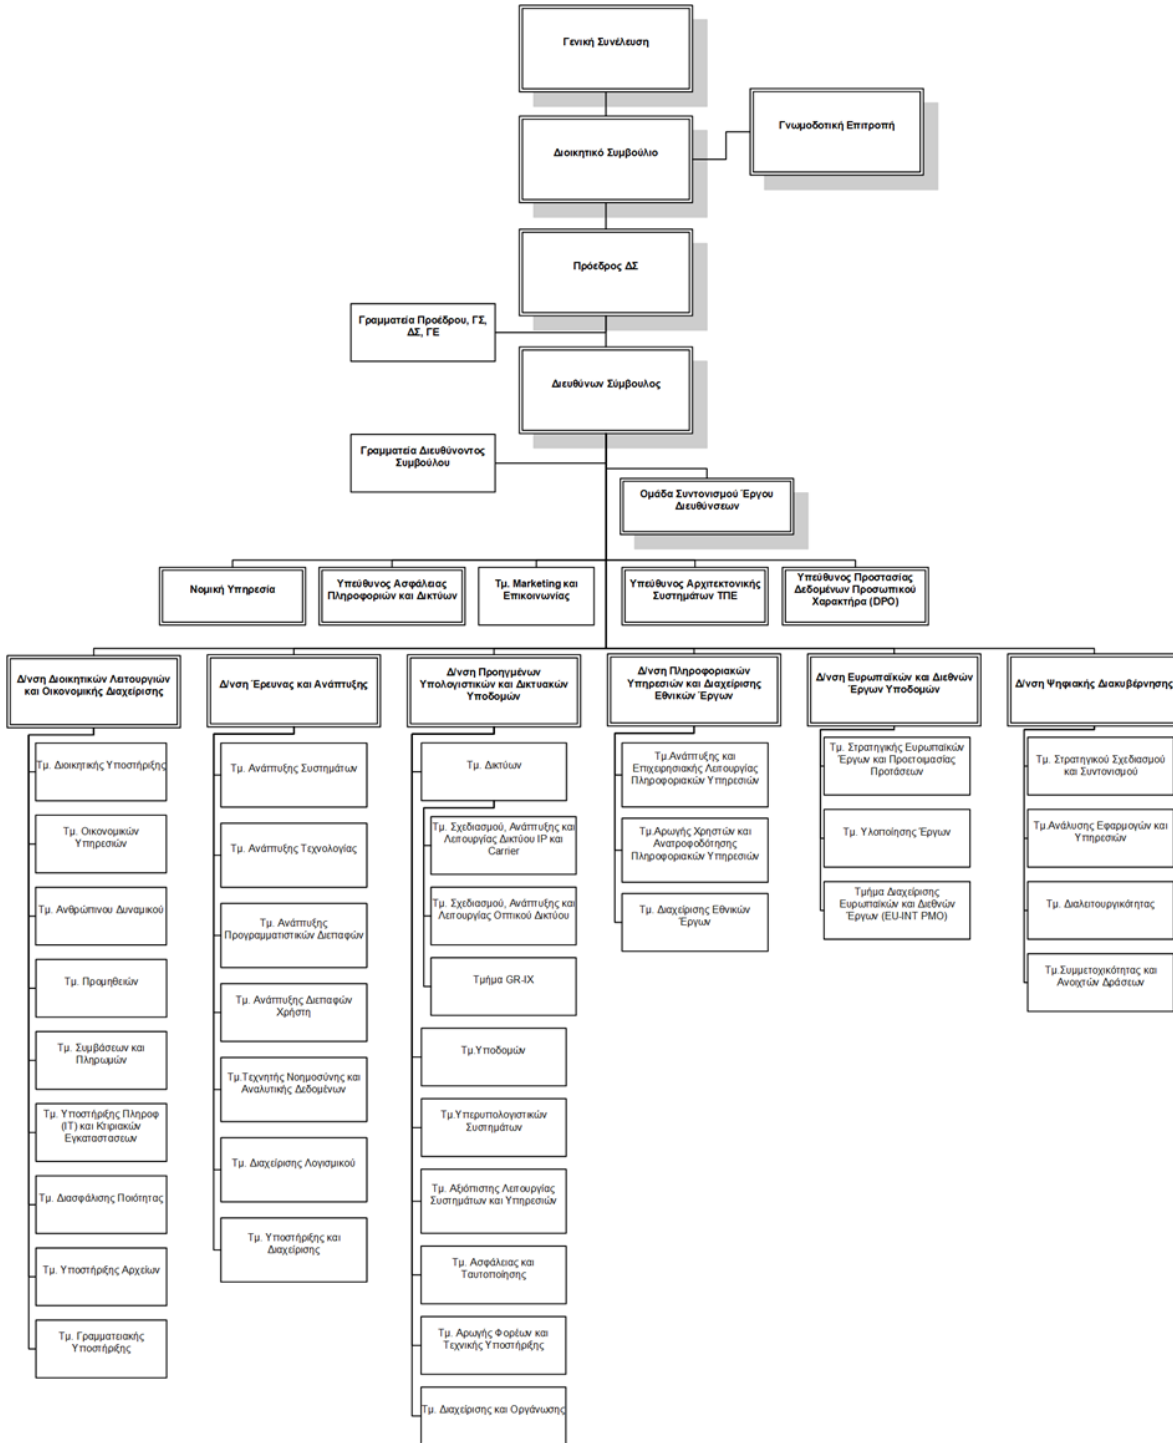 Γενική Συνέλευση
Γνωμοδοτική Επιτροπή
Διοικητικό Συμβούλιο
Πρόεδρος ΔΣ
Γραμματεία Προέδρου, ΓΣ,
ΔΣ, ΓΕ
Διευθύνων Σύμβουλος
Γραμματεία Διευθύνοντος
Συμβούλου
Ομάδα Συντονισμού Έργου
Διευθύνσεων
Νομική Υπηρεσία
Υπεύθυνος Ασφάλειας
Πληροφοριών και Δικτύων
Τμ. Marketing και
Επικοινωνίας
Υπεύθυνος Αρχιτεκτονικής
Συστημάτων ΤΠΕ
Υπεύθυνος Προστασίας
Δεδομένων Προσωπικού
Χαρακτήρα (DPO)
Δ/νση Διοικητικών Λειτουργιών
και Οικονομικής Διαχείρισης
Τμ. Διοικητικής Υποστήριξης
Τμ. Οικονομικών
Υπηρεσιών
Τμ. Ανθρώπινου Δυναμικού
Τμ. Προμηθειών
Τμ. Συμβάσεων και
Πληρωμών
Τμ. Υποστήριξης Πληροφ
(IT) και Κτιριακών
Εγκαταστασεων
Τμ. Διασφάλισης Ποιότητας
Τμ. Υποστήριξης Αρχείων
Τμ. Γραμματειακής
Υποστήριξης
Δ/νση Έρευνας και Ανάπτυξης
Τμ. Ανάπτυξης Συστημάτων
Τμ. Ανάπτυξης Τεχνολογίας
Τμ. Ανάπτυξης
Προγραμματιστικών Διεπαφών
Τμ. Ανάπτυξης Διεπαφών
Χρήστη
Τμ.Τεχνητής Νοημοσύνης και
Αναλυτικής Δεδομένων
Τμ. Διαχείρισης Λογισμικού
Τμ. Υποστήριξης και
Διαχείρισης
Δ/νση Προηγμένων
Υπολογιστικών και Δικτυακών
Υποδομών
Τμ. Δικτύων
Τμ. Σχεδιασμού, Ανάπτυξης και
Λειτουργίας Δικτύου IP και
Carrier
Τμ. Σχεδιασμού, Ανάπτυξης και
Λειτουργίας Οπτικού Δικτύου
Τμήμα GR-IX
Τμ.Υποδομών
Τμ.Υπερυπολογιστικών
Συστημάτων
Τμ. Αξιόπιστης Λειτουργίας
Συστημάτων και Υπηρεσιών
Τμ. Ασφάλειας και
Ταυτοποίησης
Τμ. Αρωγής Φορέων και
Τεχνικής Υποστήριξης
Τμ. Διαχείρισης και Οργάνωσης
Δ/νση Πληροφοριακών
Υπηρεσιών και Διαχείρισης
Εθνικών Έργων
Τμ.Ανάπτυξης και
Επιχειρησιακής Λειτουργίας
Πληροφοριακών Υπηρεσιών
Τμ.Αρωγής Χρηστών και
Ανατροφοδότησης
Πληροφοριακών Υπηρεσιών
Τμ. Διαχείρισης Εθνικών
Έργων
Δ/νση Ευρωπαϊκών και Διεθνών
Έργων Υποδομών
Τμ. Στρατηγικής Ευρωπαϊκών
Έργων και Προετοιμασίας
Προτάσεων
Τμ. Υλοποίησης Έργων
Τμήμα Διαχείρισης
Ευρωπαϊκών και Διεθνών
Έργων (EU-INT PMO)
Δ/νση Ψηφιακής Διακυβέρνησης
Τμ. Στρατηγικού Σχεδιασμού
και Συντονισμού
Τμ.Ανάλυσης Εφαρμογών και
Υπηρεσιών
Τμ. Διαλειτουργικότητας
Τμ.Συμμετοχικότητας και
Ανοιχτών Δράσεων